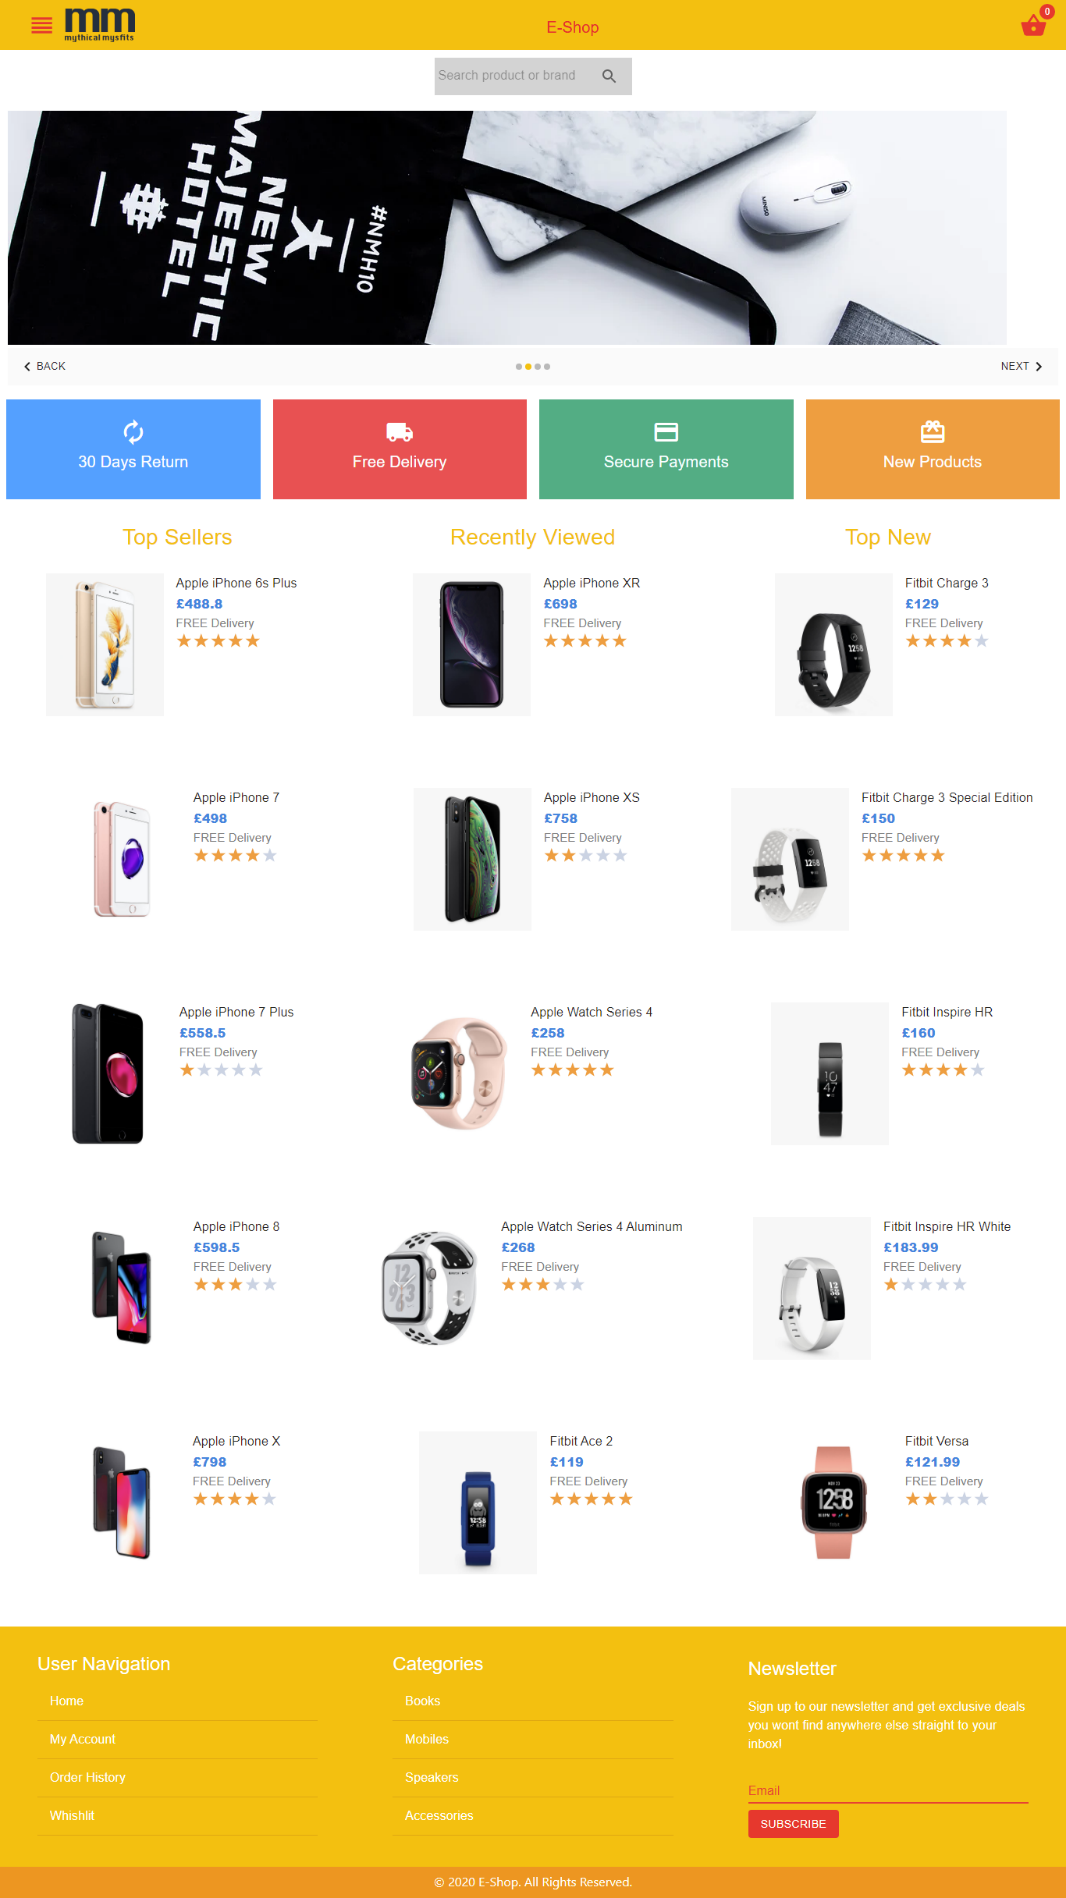 mm
mythical mysfits
E-Shop
0
Search product or brand
NEW
MAJESTIC
HOTEL
#NMH10
BACK
NEXT
30 Days Return
Free Delivery
Secure Payments
New Products
Top Sellers
Recently Viewed
Top New
Apple iPhone 6s Plus
£488.8
FREE Delivery
Apple iPhone XR
£698
FREE Delivery
Fitbit Charge 3
£129
FREE Delivery
Apple iPhone 7
£498
FREE Delivery
Apple iPhone XS
£758
FREE Delivery
Fitbit Charge 3 Special Edition
£150
FREE Delivery
Apple iPhone 7 Plus
£558.5
FREE Delivery
Apple Watch Series 4
£258
FREE Delivery
Fitbit Inspire HR
£160
FREE Delivery
Apple iPhone 8
£598.5
FREE Delivery
Apple Watch Series 4 Aluminum
£268
FREE Delivery
Fitbit Inspire HR White
£183.99
FREE Delivery
Apple iPhone X
£798
FREE Delivery
Fitbit Ace 2
£119
FREE Delivery
Fitbit Versa
£121.99
FREE Delivery
12:58
User Navigation
Home
My Account
Order History
Whishlit
Categories
Books
Mobiles
Speakers
Accessories
Newsletter
Sign up to our newsletter and get exclusive deals
you wont find anywhere else straight to your
inbox!
Email
SUBSCRIBE
© 2020 E-Shop. All Rights Reserved.